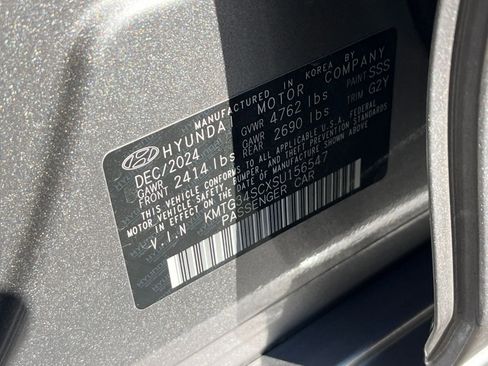 MANUFACTURED IN KOREA BY
HYUNDAI MOTOR COMPANY
DEC/2024 GVWR 4762 lbs PAINT SSS
GAWR FRONT 2414 lbs GAWR REAR 2690 lbs TRIM GZY
THIS VEHICLE CONFORMS TO ALL APPLICABLE U.S.A. FEDERAL
MOTOR VEHICLE SAFETY, BUMPER, AND THEFT PREVENTION
STANDARDS IN EFFECT ON THE DATE OF MANUFACTURE SHOWN ABOVE.
V.I.N KMTG34SCXSU156547
PASSENGER CAR